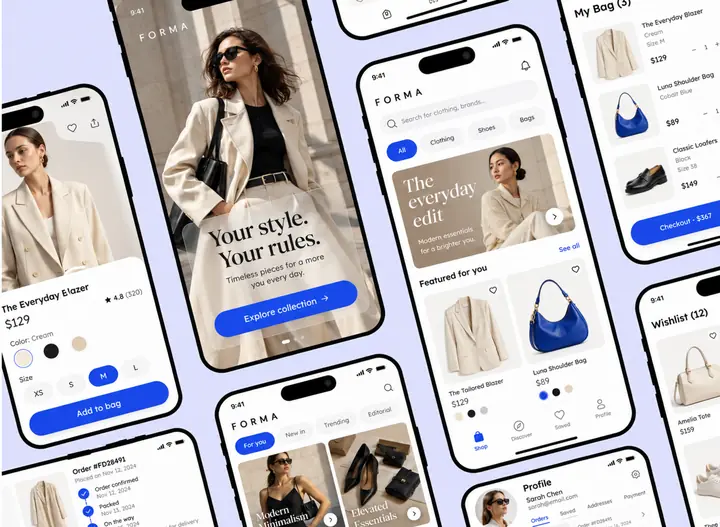 The Everyday Blazer
4.8 (320)
$129
Color: Cream
Size
XS
S
M
L
Add to bag
9:41
FORMA
Your style.
Your rules.
Timeless pieces for a more
you every day.
Explore collection →
9:41
FORMA
Search for clothing, brands...
All
Clothing
Shoes
Bags
The
everyday
edit
Modern essentials
for a brighter you.
See all
Featured for you
The Tailored Blazer
$129
Luna Shoulder Bag
$89
Shop
Discover
Saved
Profile
My Bag (3)
The Everyday Blazer
Cream
Size M
$129
1
Luna Shoulder Bag
Cobalt Blue
$89
Classic Loafers
Black
Size 38
$149
Checkout - $367
9:41
Wishlist (12)
Amelia Tote
$159
Order #FD28491
Placed on Nov 12, 2024
Order confirmed
Nov 12, 2024
Packed
Nov 13, 2024
On the way
for delivery
9:41
FORMA
For you
New in
Trending
Editorial
Modern
Minimalism
Elevated
Essentials
Profile
Sarah Chen
sarah@email.com
Orders
Saved
Addresses
Payment